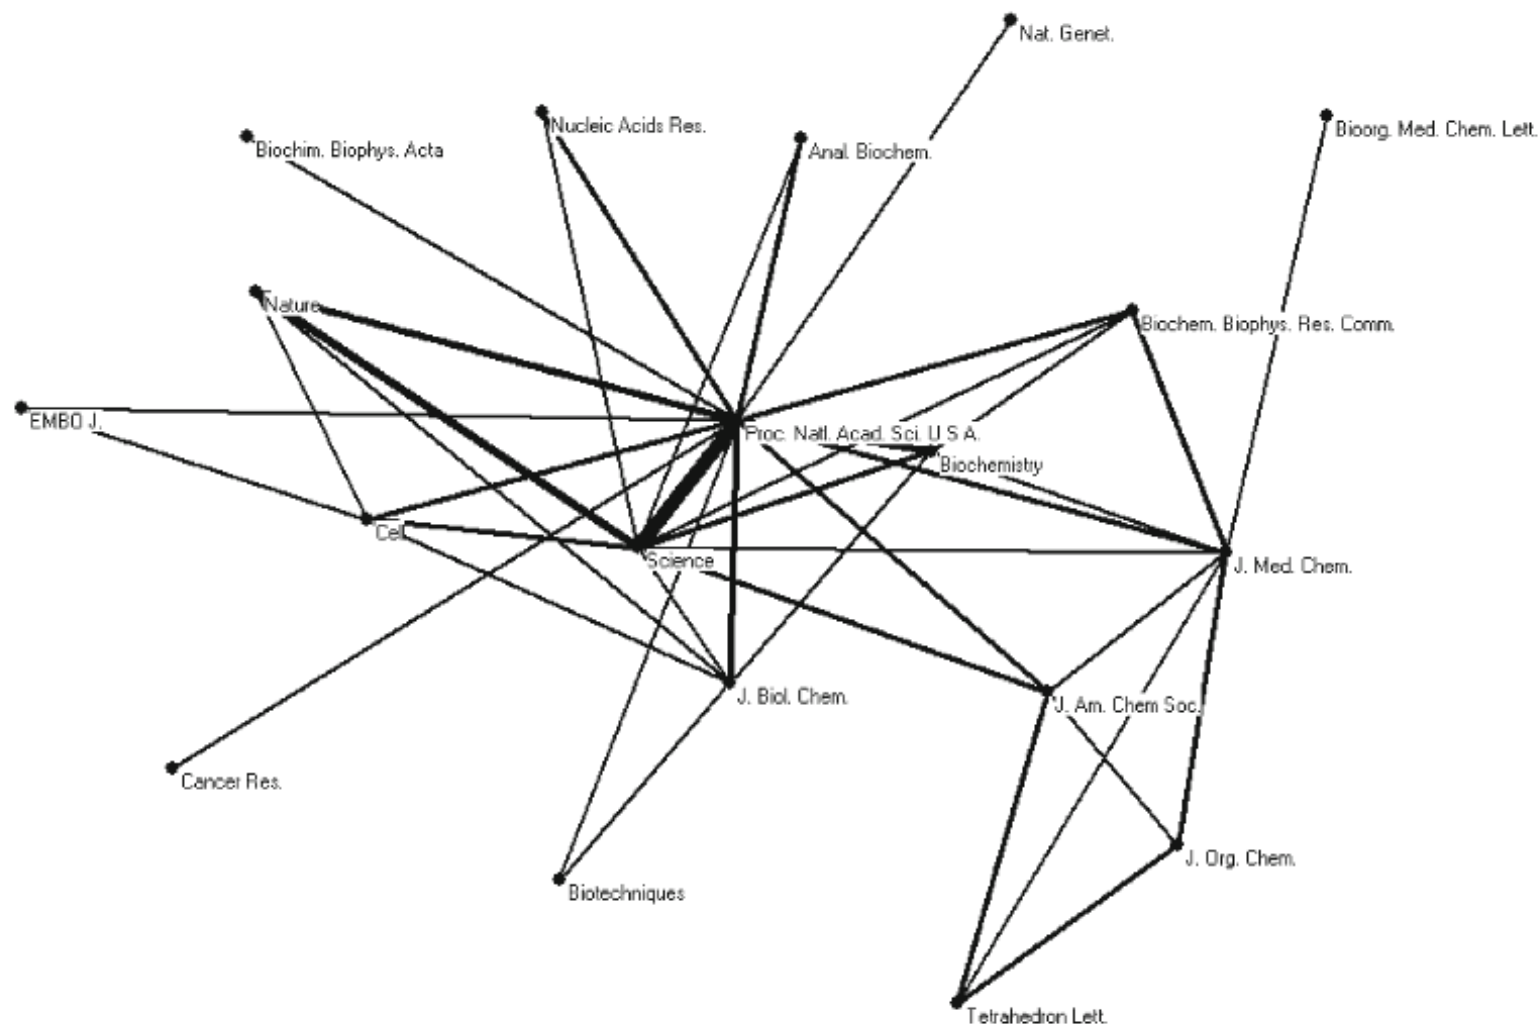 Nat. Genet.
Nucleic Acids Res.
Bioorg. Med. Chem. Lett.
Biochim. Biophys. Acta
Anal. Biochem.
Nature
Biochem. Biophys. Res. Comm.
EMBO J.
Proc. Natl. Acad. Sci. U S A.
Biochemistry
Cell
Science
J. Med. Chem.
J. Biol. Chem.
J. Am. Chem Soc.
Cancer Res.
J. Org. Chem.
Biotechniques
Tetrahedron Lett.